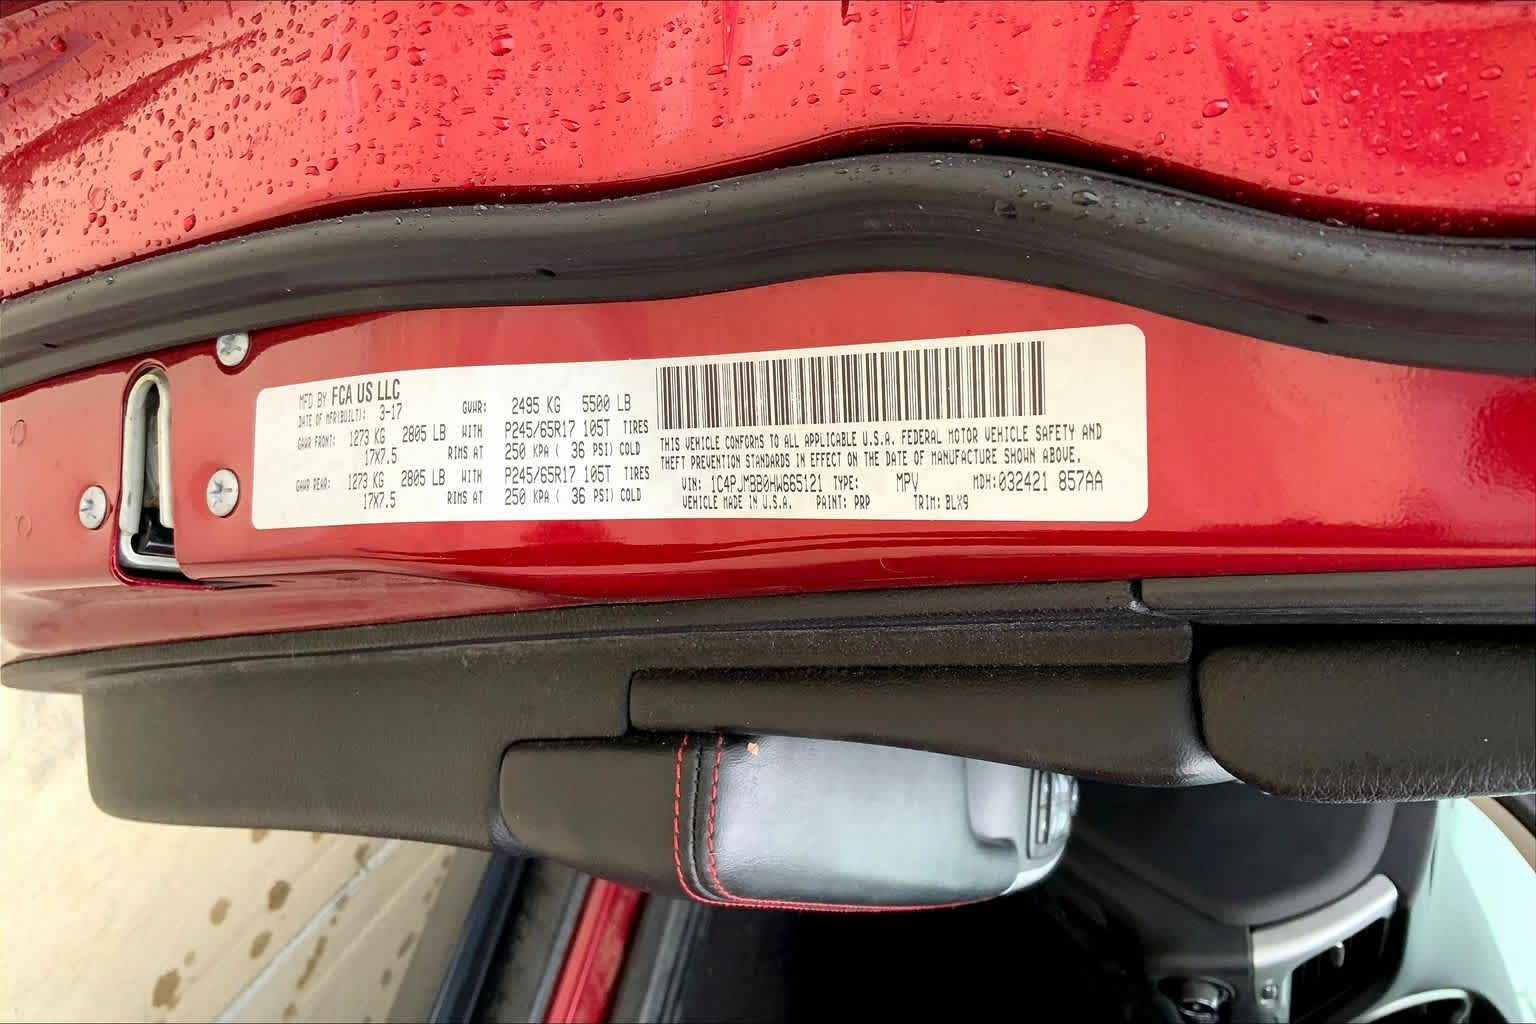 MFD BY FCA US LLC
DATE OF MFR(BUILT): 3-17
GVWR: 2495 KG 5500 LB
GAWR FRONT: 1273 KG 2805 LB WITH P245/65R17 105T TIRES
17X7.5 RIMS AT 250 KPA ( 36 PSI) COLD
GAWR REAR: 1273 KG 2805 LB WITH P245/65R17 105T TIRES
17X7.5 RIMS AT 250 KPA ( 36 PSI) COLD
THIS VEHICLE CONFORMS TO ALL APPLICABLE U.S.A. FEDERAL MOTOR VEHICLE SAFETY AND
THEFT PREVENTION STANDARDS IN EFFECT ON THE DATE OF MANUFACTURE SHOWN ABOVE.
VIN: 1C4PJMBB0HW665121 TYPE: MPV MDH:032421 857AA
VEHICLE MADE IN U.S.A. PAINT: PRP TRIM: BLX9